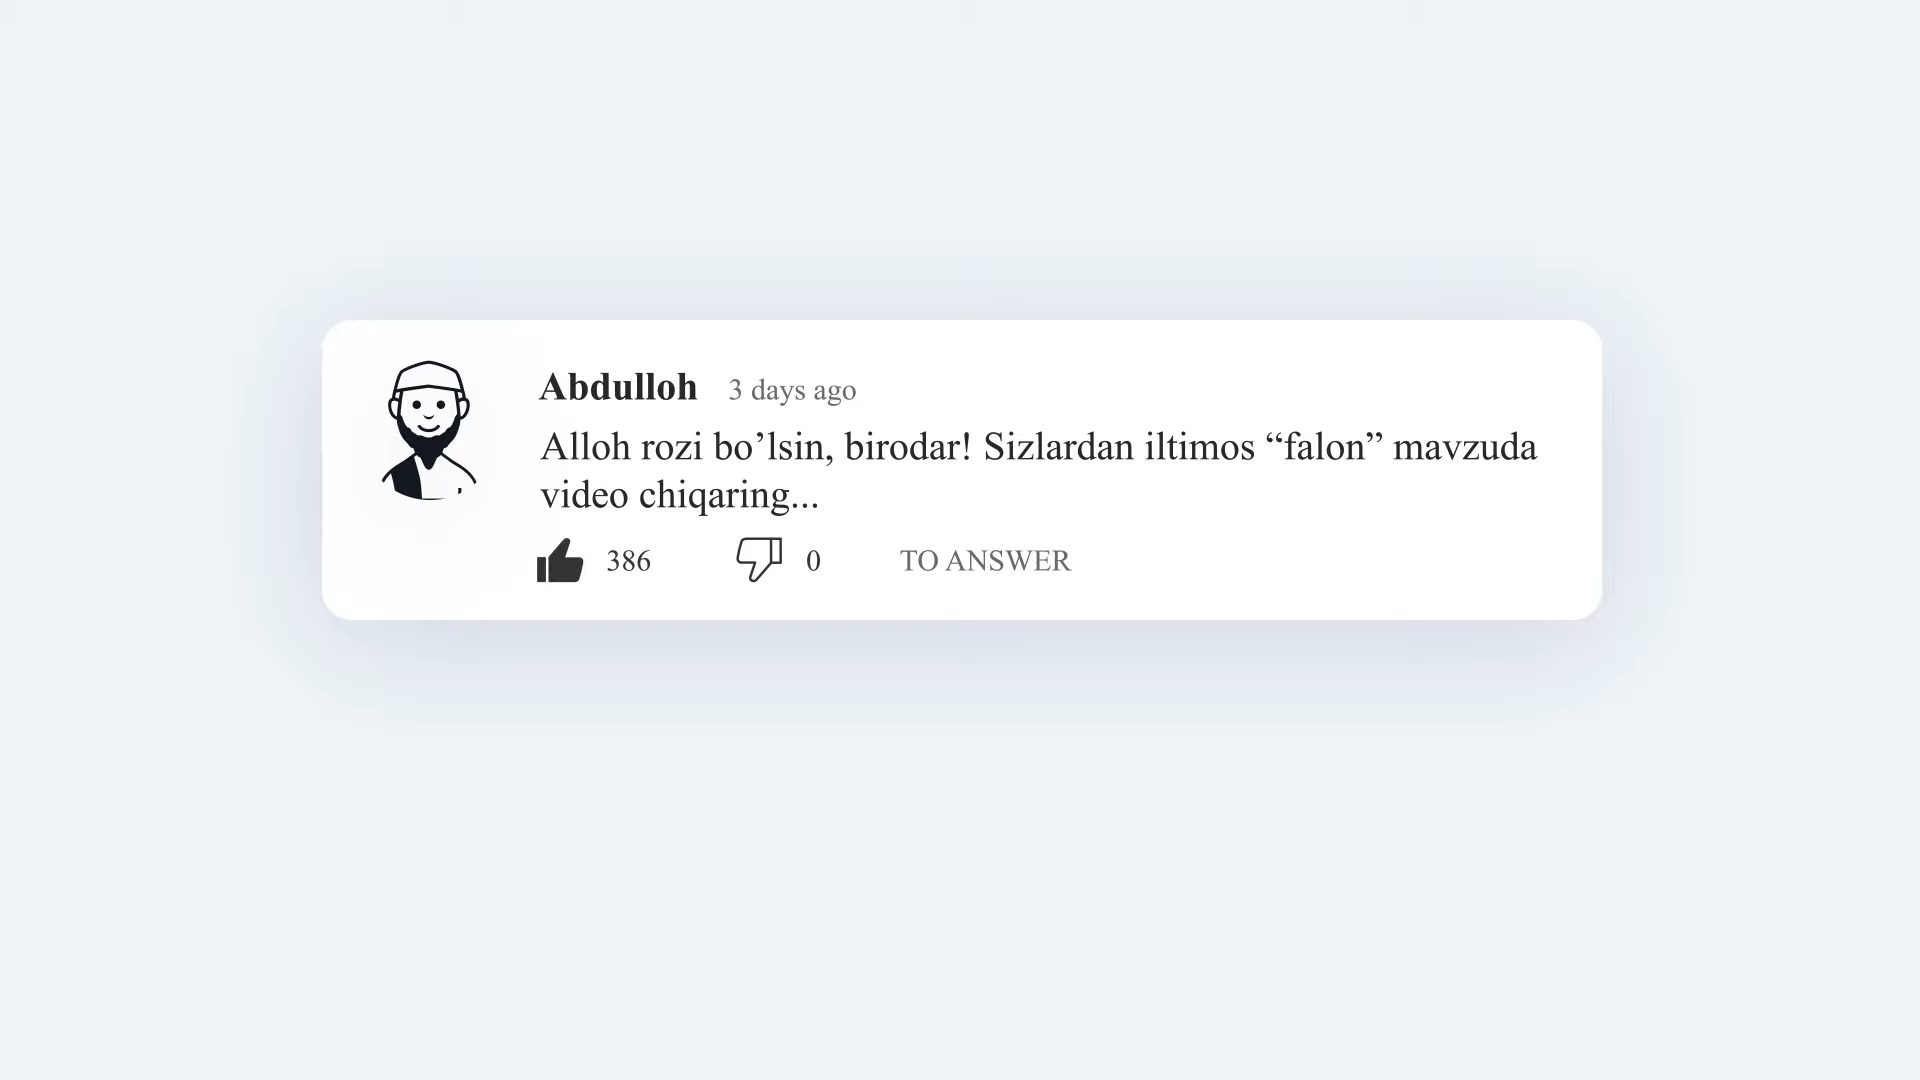 Abdulloh 3 days ago
Alloh rozi bo’lsin, birodar! Sizlardan iltimos “falon” mavzuda
video chiqaring...
386 0 TO ANSWER